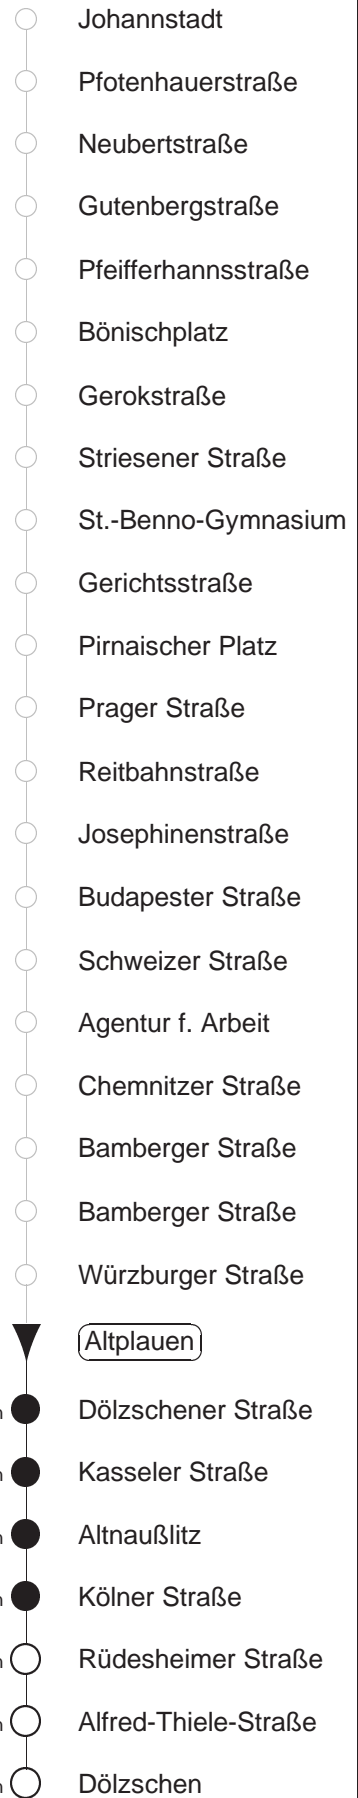 Johannstadt
Pfotenhauerstraße
Neubertstraße
Gutenbergstraße
Pfeifferhannsstraße
Bönischplatz
Gerokstraße
Striesener Straße
St.-Benno-Gymnasium
Gerichtsstraße
Pirnaischer Platz
Prager Straße
Reitbahnstraße
Josephinenstraße
Budapester Straße
Schweizer Straße
Agentur f. Arbeit
Chemnitzer Straße
Bamberger Straße
Bamberger Straße
Würzburger Straße
Altplauen
Dölzschener Straße
Kasseler Straße
Altnaußlitz
Kölner Straße
Rüdesheimer Straße
Alfred-Thiele-Straße
Dölzschen